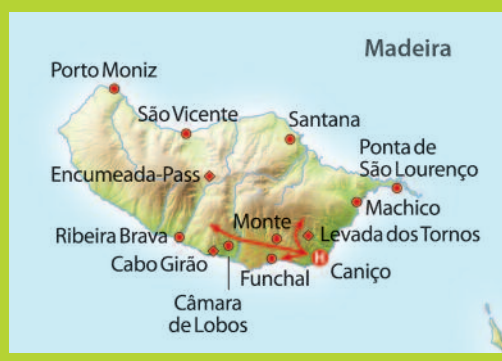 Madeira
Porto Moniz
São Vicente
Santana
Ponta de
São Lourenço
Encumeada-Pass
Machico
Monte
Levada dos Tornos
Ribeira Brava
Cabo Girão
H
Caniço
Funchal
Câmara
de Lobos